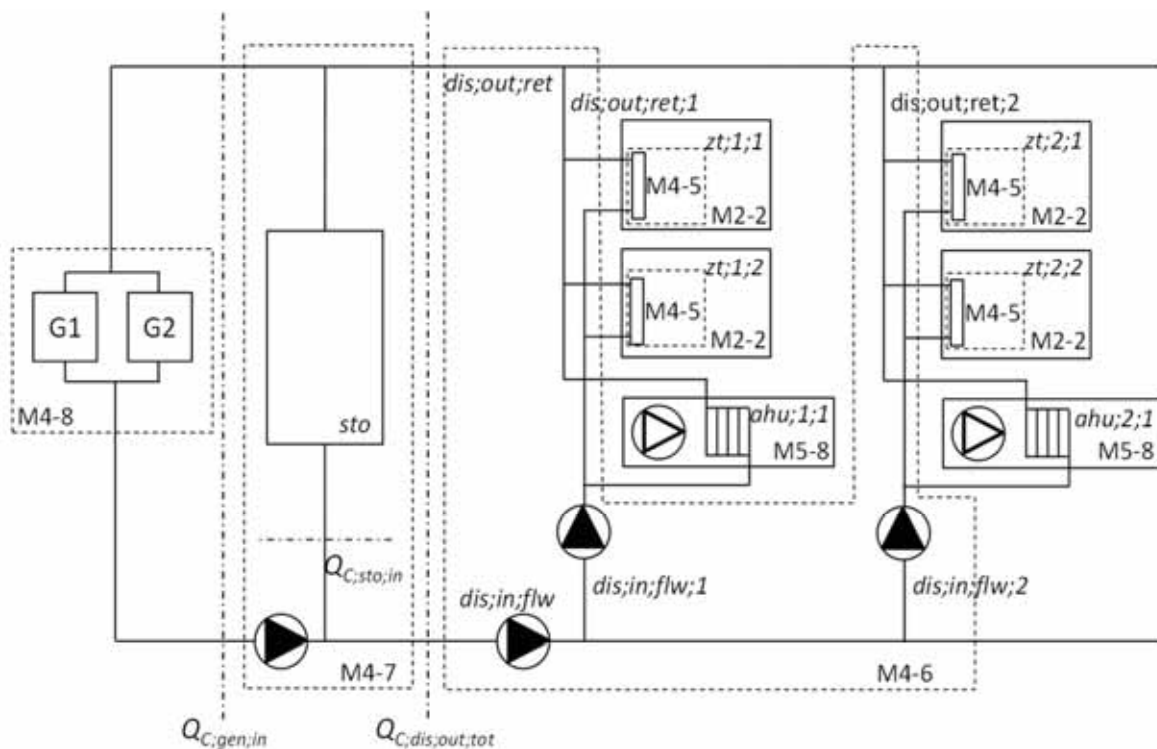 dis;out;ret
dis;out;ret;1
dis;out;ret;2
zt;1;1
M4-5
M2-2
zt;2;1
M4-5
M2-2
zt;1;2
M4-5
M2-2
zt;2;2
M4-5
M2-2
G1
G2
M4-8
sto
ahu;1;1
M5-8
ahu;2;1
M5-8
QC;sto;in
dis;in;flw
dis;in;flw;1
dis;in;flw;2
M4-7
M4-6
QC;gen;in
QC;dis;out;tot